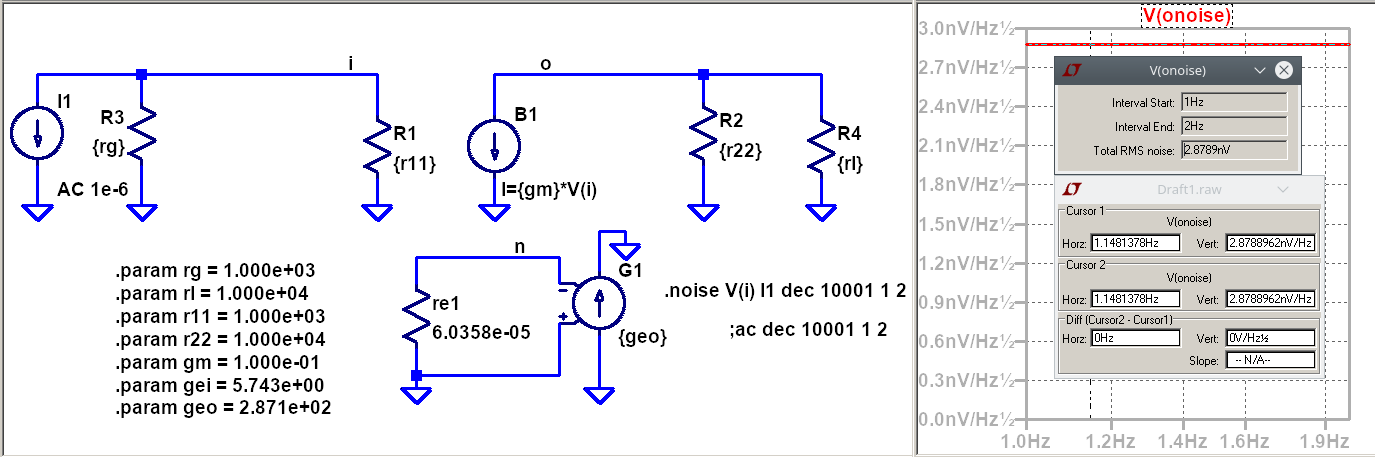 i
o
I1
R3
{rg}
R1
{r11}
B1
R2
{r22}
R4
{rl}
AC 1e-6
I={gm}*V(i)
n
G1
re1
6.0358e-05
{geo}
.param rg = 1.000e+03
.param rl = 1.000e+04
.param r11 = 1.000e+03
.param r22 = 1.000e+04
.param gm = 1.000e-01
.param gei = 5.743e+00
.param geo = 2.871e+02
.noise V(i) I1 dec 10001 1 2
;ac dec 10001 1 2
V(onoise)
3.0nV/Hz½
2.7nV/Hz½
2.4nV/Hz½
2.1nV/Hz½
1.8nV/Hz½
1.5nV/Hz½
1.2nV/Hz½
0.9nV/Hz½
0.6nV/Hz½
0.3nV/Hz½
0.0nV/Hz½
1.0Hz 1.2Hz 1.4Hz 1.6Hz 1.9Hz
V(onoise)
Interval Start: 1Hz
Interval End: 2Hz
Total RMS noise: 2.8789nV
Draft1.raw
Cursor 1
V(onoise)
Horz: 1.1481378Hz Vert: 2.8788962nV/Hz
Cursor 2
V(onoise)
Horz: 1.1481378Hz Vert: 2.8788962nV/Hz
Diff (Cursor2 - Cursor1)
Horz: 0Hz Vert: 0V/Hz½
Slope: -- N/A--